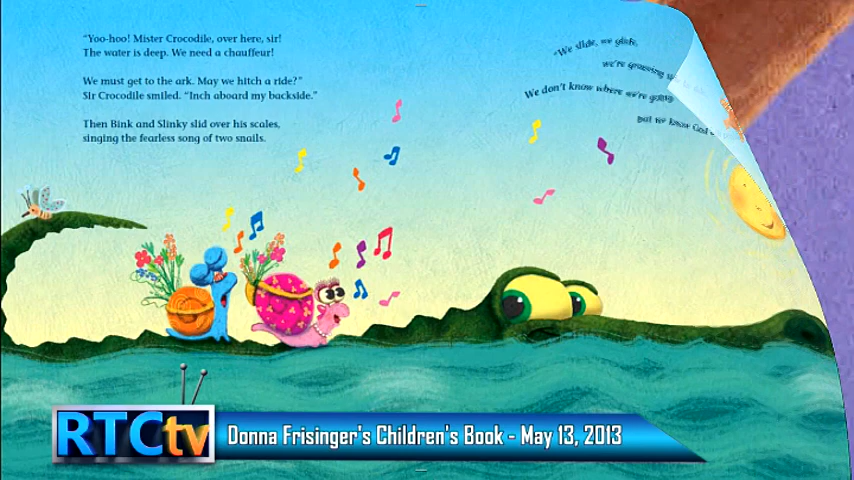 "Yoo-hoo! Mister Crocodile, over here, sir!
The water is deep. We need a chauffeur!
We must get to the ark. May we hitch a ride?"
Sir Crocodile smiled. "Inch aboard my backside."
Then Bink and Slinky slid over his scales,
singing the fearless song of two snails.
"We slide, we glide,
we're
We don't know where we're going
but we know God
RTCtv
Donna Frisinger's Children's Book - May 13, 2013